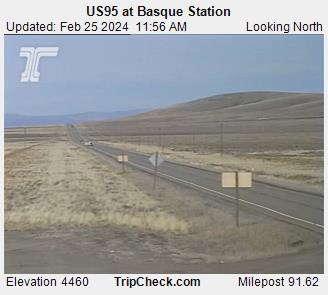 US95 at Basque Station
Updated: Feb 25 2024 11:56 AM Looking North
Elevation 4460 TripCheck.com Milepost 91.62